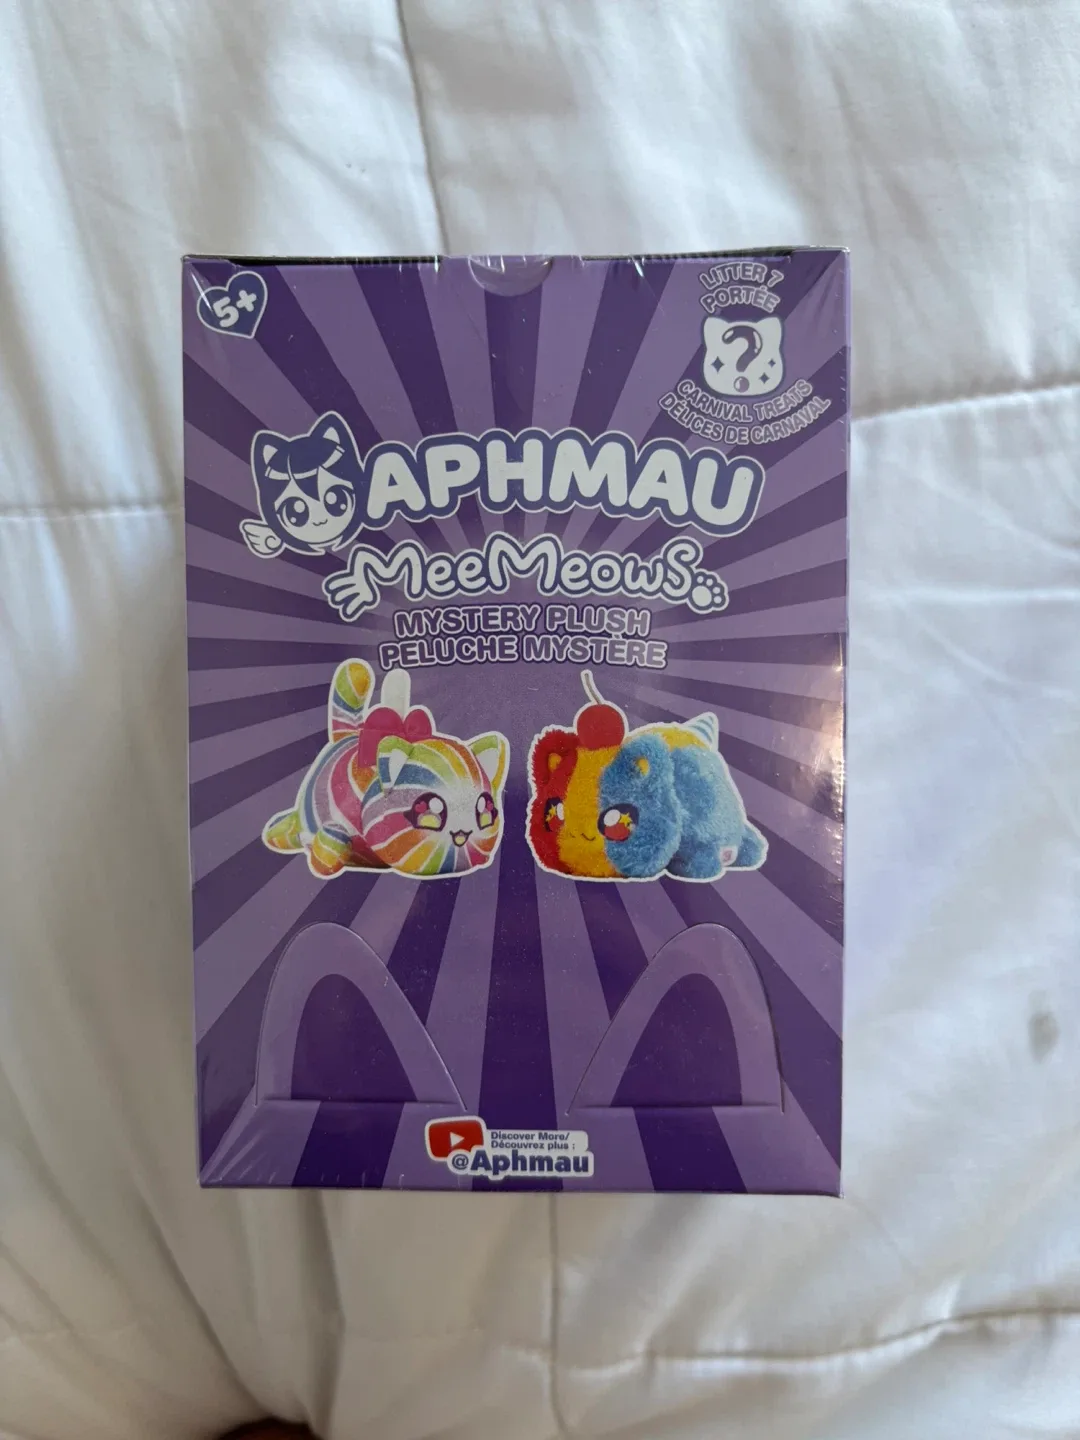 5+
LITTER 7
PORTÉE
?
CARNIVAL TREATS
DÉLICES DE CARNAVAL
APHMAU
MeeMeows
MYSTERY PLUSH
PELUCHE MYSTÈRE
Discover More/
Découvrez plus :
@Aphmau